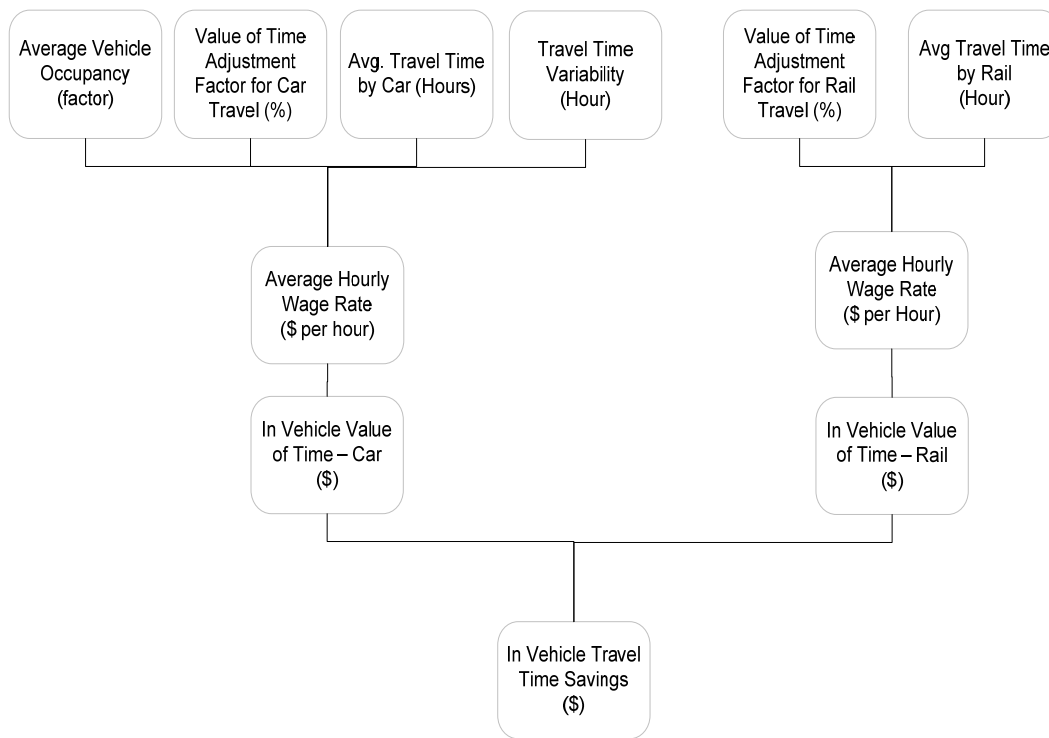 Average Vehicle
Occupancy
(factor)
Value of Time
Adjustment
Factor for Car
Travel (%)
Avg. Travel Time
by Car (Hours)
Travel Time
Variability
(Hour)
Value of Time
Adjustment
Factor for Rail
Travel (%)
Avg Travel Time
by Rail
(Hour)
Average Hourly
Wage Rate
($ per hour)
Average Hourly
Wage Rate
($ per Hour)
In Vehicle Value
of Time – Car
($)
In Vehicle Value
of Time – Rail
($)
In Vehicle Travel
Time Savings
($)